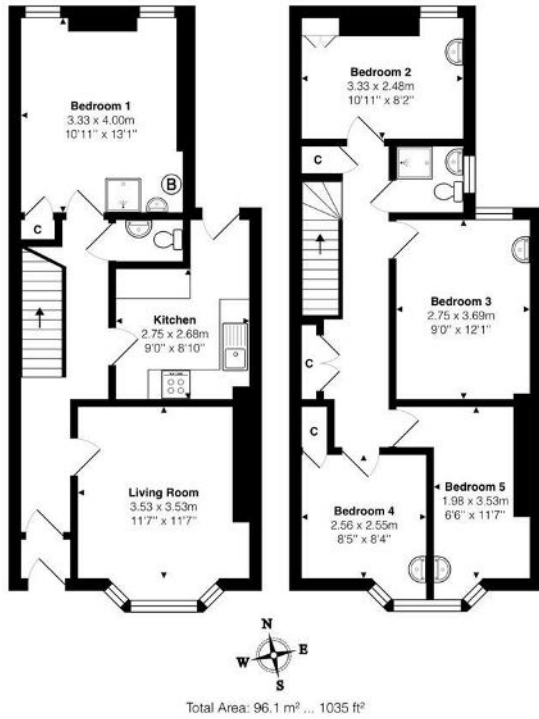 Bedroom 1
3.33 x 4.00m
10'11'' x 13'1''
B
C
Kitchen
2.75 x 2.68m
9'0'' x 8'10''
Living Room
3.53 x 3.53m
11'7'' x 11'7''
Bedroom 2
3.33 x 2.48m
10'11'' x 8'2''
C
Bedroom 3
2.75 x 3.69m
9'0'' x 12'1''
C
C
Bedroom 4
2.56 x 2.55m
8'5'' x 8'4''
Bedroom 5
1.98 x 3.53m
6'6'' x 11'7''
N
W E
S
Total Area: 96.1 m² ... 1035 ft²